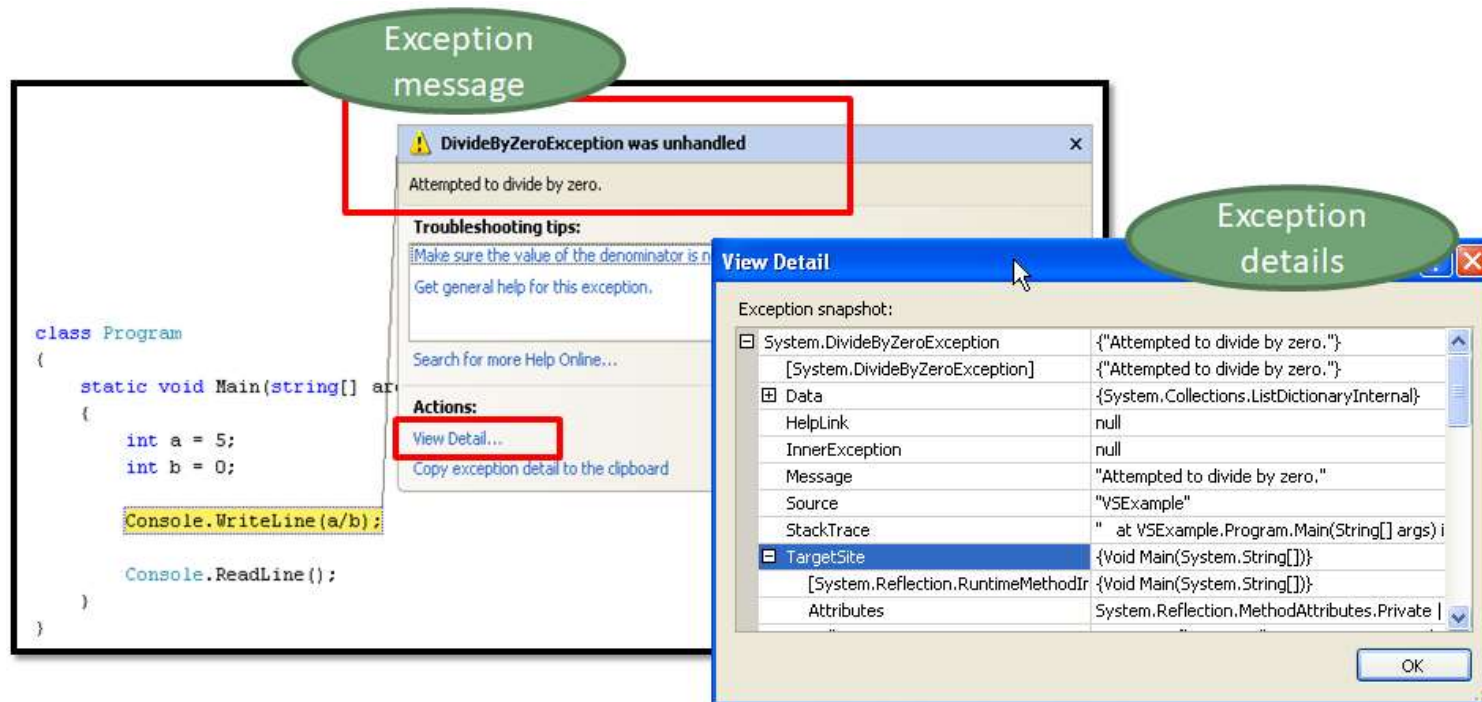 Exception
message
DivideByZeroException was unhandled
Attempted to divide by zero.
Troubleshooting tips:
Make sure the value of the denominator is
Get general help for this exception.
Search for more Help Online...
Actions:
View Detail...
Copy exception detail to the clipboard
class Program
{
static void Main(string[]
{
int a = 5;
int b = 0;
Console.WriteLine(a/b);
Console.ReadLine();
}
}
Exception
details
View Detail
Exception snapshot:
System.DivideByZeroException {"Attempted to divide by zero."}
[System.DivideByZeroException] {"Attempted to divide by zero."}
Data {System.Collections.ListDictionaryInternal}
HelpLink null
InnerException null
Message "Attempted to divide by zero."
Source "VSExample"
StackTrace " at VSExample.Program.Main(String[] args) i
TargetSite {Void Main(System.String[])}
[System.Reflection.RuntimeMethodIr {Void Main(System.String[])}
Attributes System.Reflection.MethodAttributes.Private |
OK